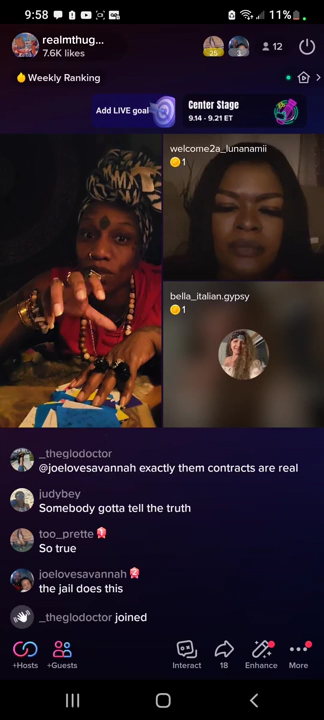 9:58
11%
realmthug...
7.6K likes
25
12
Weekly Ranking
Add LIVE goal
Center Stage
9.14 - 9.21 ET
welcome2a_lunanamii
1
bella_italian.gypsy
1
_theglodoctor
@joelovesavannah exactly them contracts are real
judybey
Somebody gotta tell the truth
too_prette
So true
joelovesavannah
the jail does this
_theglodoctor joined
+Hosts
+Guests
Interact
18
Enhance
More